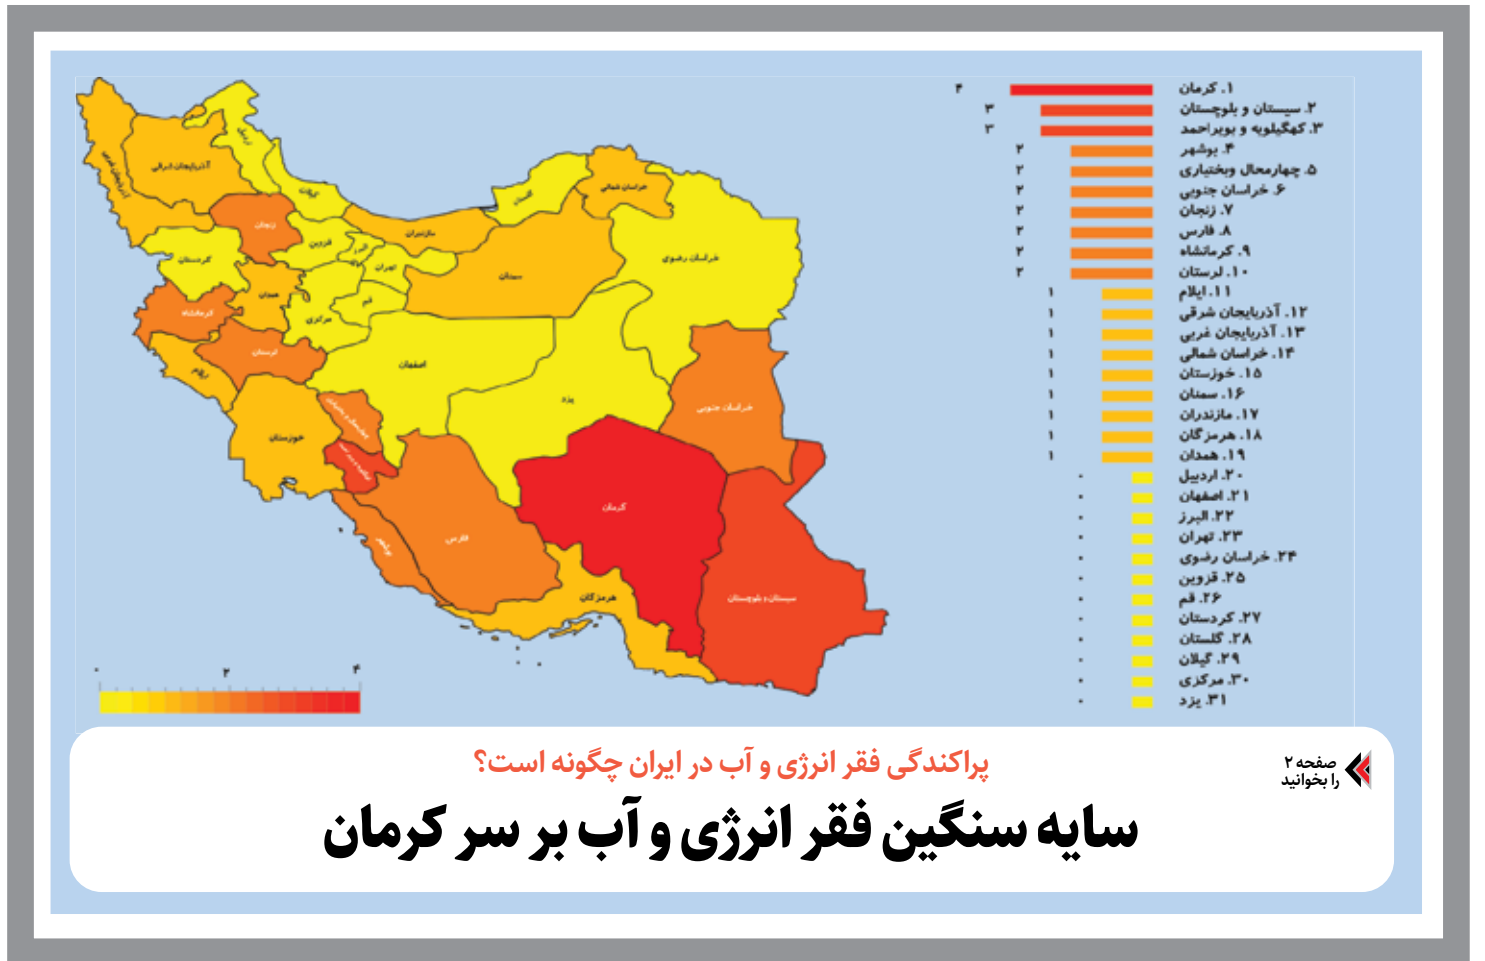 ۱. کرمان ۴
۲. سیستان و بلوچستان ۳
۳. کهگیلویه و بویراحمد ۳
۴. بوشهر ۲
۵. چهارمحال وبختیاری ۲
۶. خراسان جنوبی ۲
۷. زنجان ۲
۸. فارس ۲
۹. کرمانشاه ۲
۱۰. لرستان ۲
۱۱. ایلام ۱
۱۲. آذربایجان شرقی ۱
۱۳. آذربایجان غربی ۱
۱۴. خراسان شمالی ۱
۱۵. خوزستان ۱
۱۶. سمنان ۱
۱۷. مازندران ۱
۱۸. هرمزگان ۱
۱۹. همدان ۱
۲۰. اردبیل ۰
۲۱. اصفهان ۰
۲۲. البرز ۰
۲۳. تهران ۰
۲۴. خراسان رضوی ۰
۲۵. قزوین ۰
۲۶. قم ۰
۲۷. کردستان ۰
۲۸. گلستان ۰
۲۹. گیلان ۰
۳۰. مرکزی ۰
۳۱. یزد ۰
آذربایجان غربی
آذربایجان شرقی
گیلان
زنجان
کردستان
قزوین
البرز
تهران
مازندران
گلستان
خراسان شمالی
خراسان رضوی
سمنان
همدان
قم
مرکزی
کرمانشاه
لرستان
ایلام
اصفهان
یزد
خراسان جنوبی
خوزستان
کرمان
فارس
بوشهر
هرمزگان
سیستان و بلوچستان
۰ ۲ ۴
پراکندگی فقر انرژی و آب در ایران چگونه است؟
سایه سنگین فقر انرژی و آب بر سر کرمان
صفحه ۲
را بخوانید